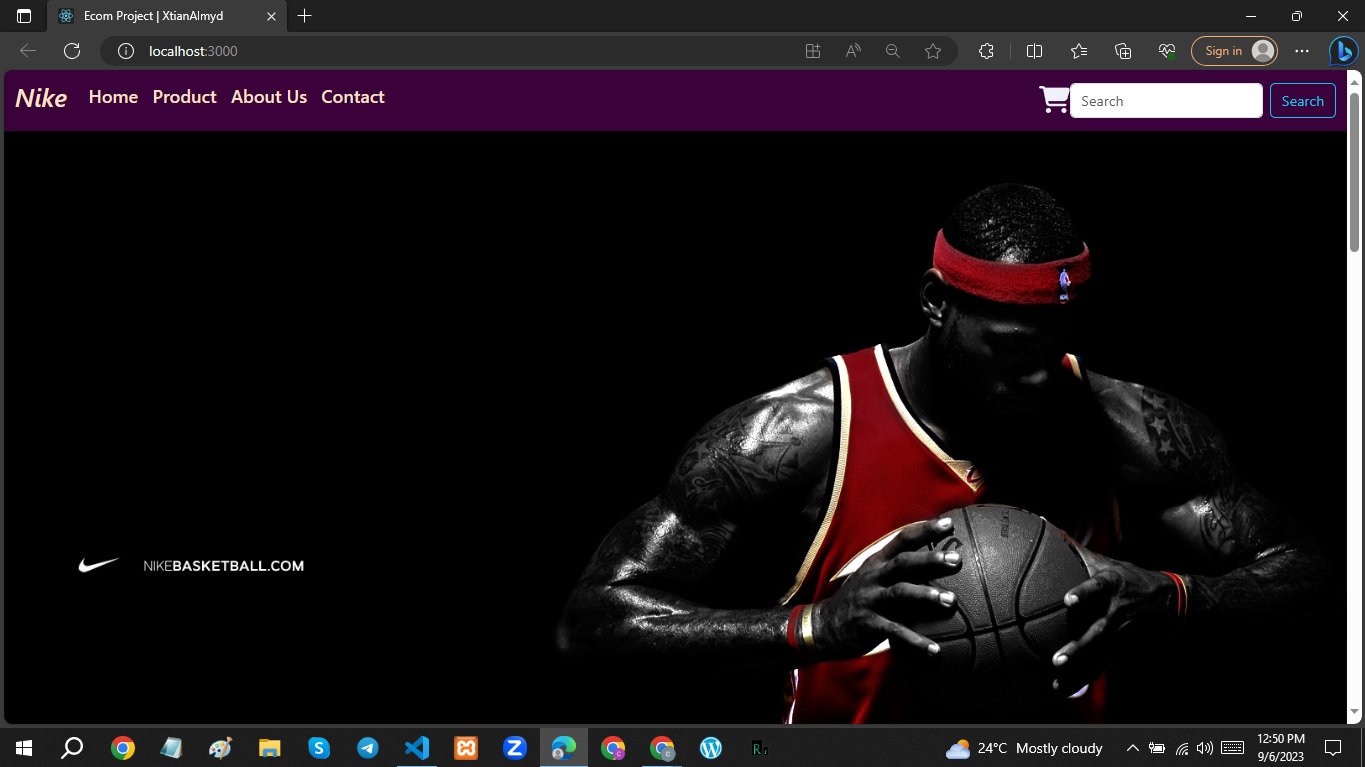 Ecom Project | XtianAlmyd
localhost:3000
Sign in
Nike Home Product About Us Contact
Search Search
NIKEBASKETBALL.COM
24°C Mostly cloudy
12:50 PM
9/6/2023